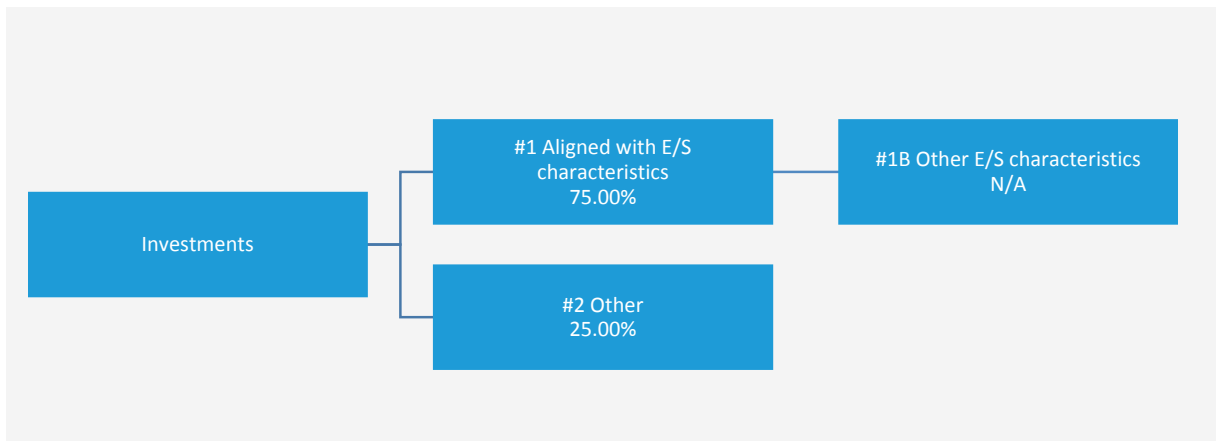 Investments
#1 Aligned with E/S
characteristics
75.00%
#1B Other E/S characteristics
N/A
#2 Other
25.00%